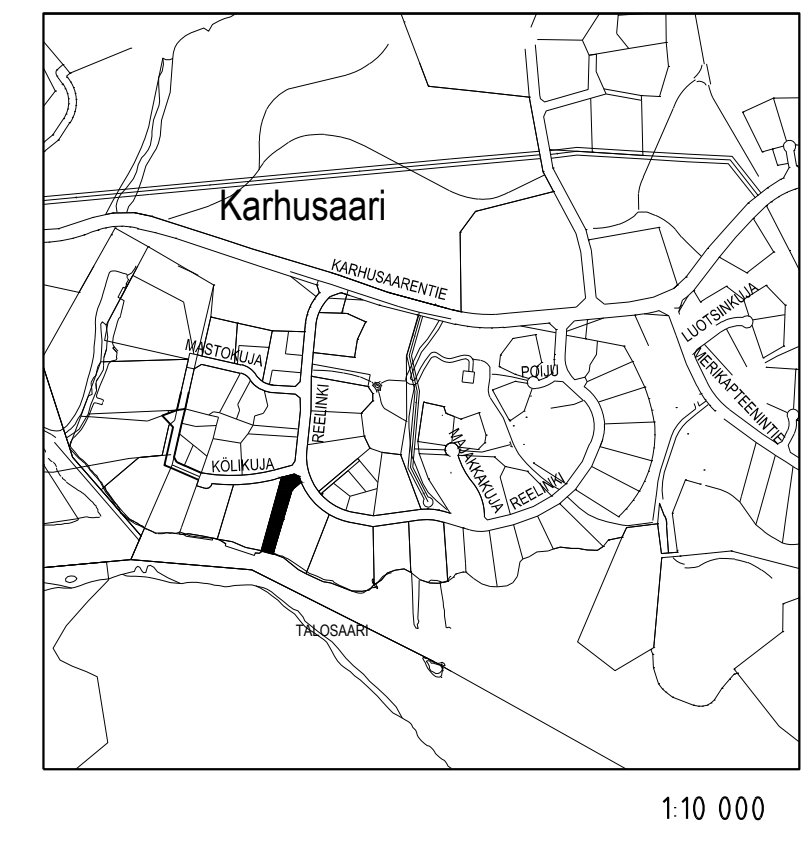 Karhusaari
KARHUSAARENTIE
LUOTSINKUJA
MASTOKUJA
MERIKAPTEENINTIE
POIJU
REELINKI
MAJAKKAKUJA
KÖLIKUJA
REELINKI
TALOSAARI
1:10 000